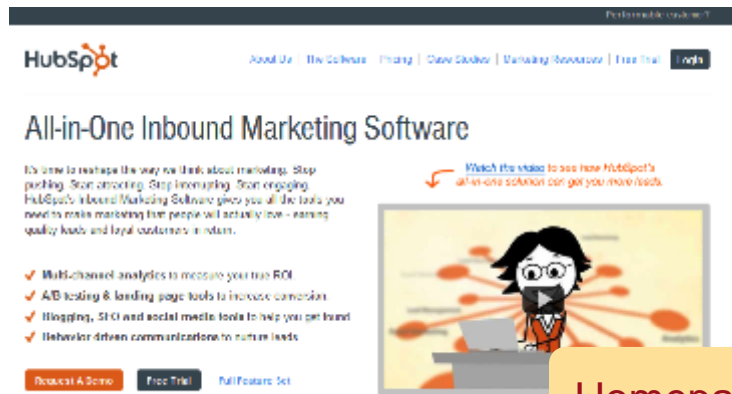 Performable customer?
HubSpot
About Us | The Software | Pricing | Case Studies | Marketing Resources | Free Trial Login
All-in-One Inbound Marketing Software
It's time to reshape the way we think about marketing. Stop
pushing. Start attracting. Stop interrupting. Start engaging.
HubSpot's Inbound Marketing Software gives you all the tools you
need to make marketing that people will actually love - earning
quality leads and loyal customers in return.
Watch the video to see how HubSpot's
all-in-one solution can get you more leads.
Multi-channel analytics to measure your true ROI
A/B testing & landing page tools to increase conversion
Blogging, SEO and social media tools to help you get found
Behavior driven communications to nurture leads
Request A Demo Free Trial Full Feature Set
Analytics